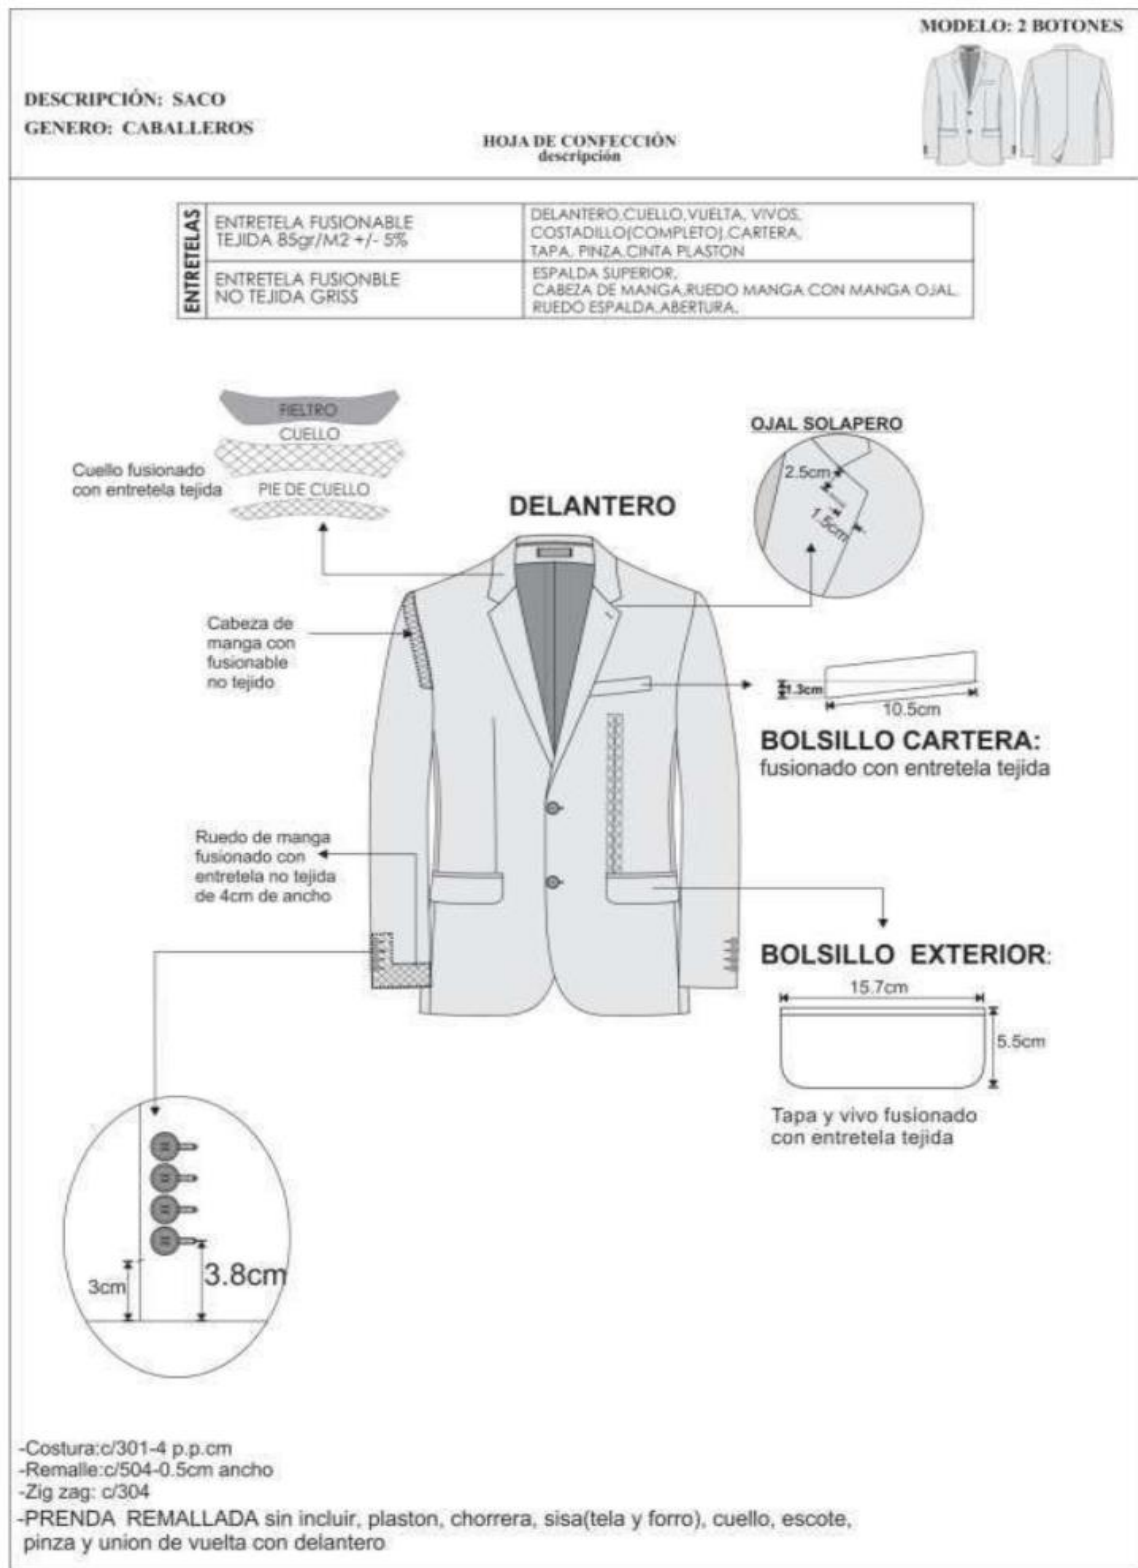 MODELO: 2 BOTONES
DESCRIPCIÓN: SACO
GENERO: CABALLEROS
HOJA DE CONFECCIÓN
descripción
ENTRETELAS
ENTRETELA FUSIONABLE
TEJIDA 85gr/M2 +/- 5%
DELANTERO,CUELLO,VUELTA, VIVOS,
COSTADILLO(COMPLETO),CARTERA,
TAPA, PINZA,CINTA PLASTON
ENTRETELA FUSIONBLE
NO TEJIDA GRISS
ESPALDA SUPERIOR,
CABEZA DE MANGA,RUEDO MANGA CON MANGA OJAL,
RUEDO ESPALDA,ABERTURA,
FIELTRO
CUELLO
Cuello fusionado
con entretela tejida
PIE DE CUELLO
DELANTERO
OJAL SOLAPERO
2.5cm
1.5cm
Cabeza de
manga con
fusionable
no tejido
1.3cm
10.5cm
BOLSILLO CARTERA:
fusionado con entretela tejida
Ruedo de manga
fusionado con
entretela no tejida
de 4cm de ancho
BOLSILLO EXTERIOR:
15.7cm
5.5cm
Tapa y vivo fusionado
con entretela tejida
3cm
3.8cm
-Costura:c/301-4 p.p.cm
-Remalle:c/504-0.5cm ancho
-Zig zag: c/304
-PRENDA REMALLADA sin incluir, plaston, chorrera, sisa(tela y forro), cuello, escote,
pinza y union de vuelta con delantero